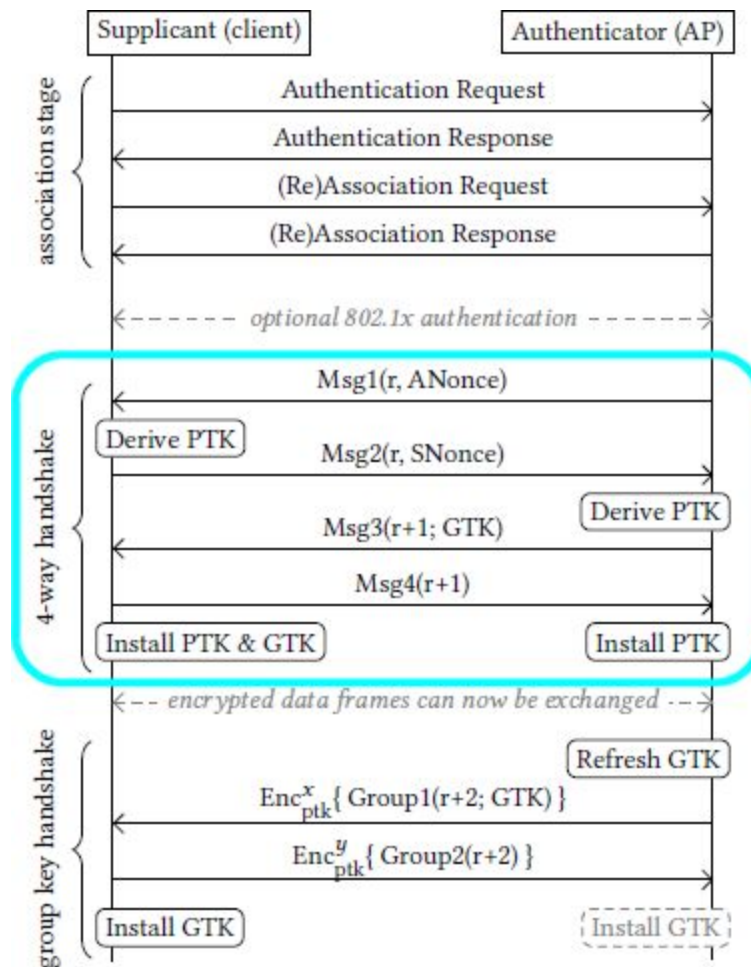 Supplicant (client)
Authenticator (AP)
association stage
Authentication Request
Authentication Response
(Re)Association Request
(Re)Association Response
optional 802.1x authentication
4-way handshake
Msg1(r, ANonce)
Derive PTK
Msg2(r, SNonce)
Derive PTK
Msg3(r+1; GTK)
Msg4(r+1)
Install PTK & GTK
Install PTK
encrypted data frames can now be exchanged
group key handshake
Refresh GTK
Enc^x_ptk{ Group1(r+2; GTK) }
Enc^y_ptk{ Group2(r+2) }
Install GTK
Install GTK